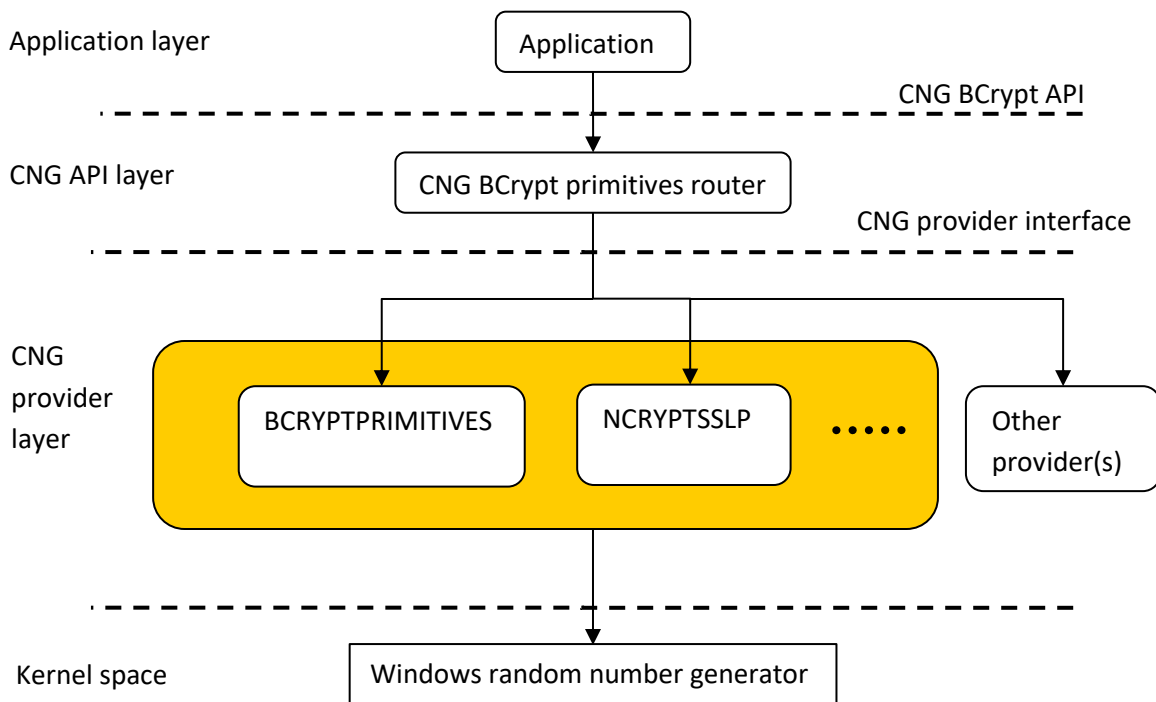 Application layer
Application
CNG BCrypt API
CNG API layer
CNG BCrypt primitives router
CNG provider interface
CNG
provider
layer
BCRYPTPRIMITIVES
NCRYPTSSLP
.....
Other
provider(s)
Kernel space
Windows random number generator